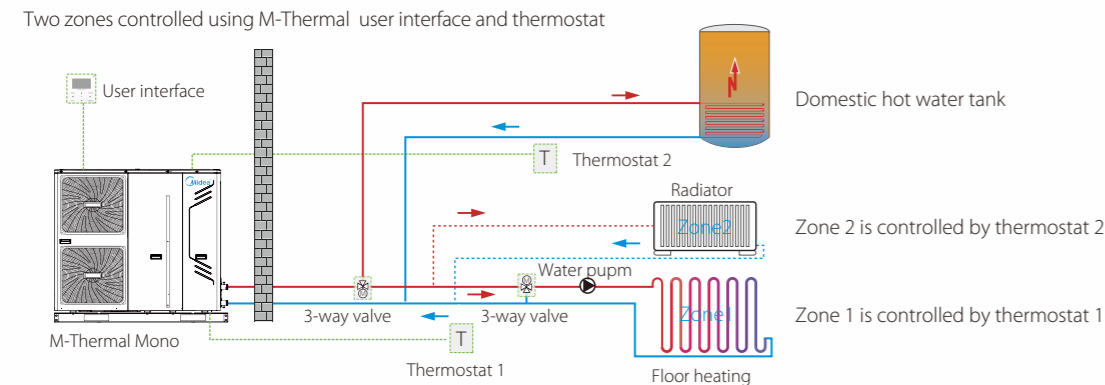 Two zones controlled using M-Thermal user interface and thermostat
User interface
Domestic hot water tank
T
Thermostat 2
Midea
Radiator
Zone2
Zone 2 is controlled by thermostat 2
Water pupm
3-way valve
3-way valve
Zone1
Zone 1 is controlled by thermostat 1
M-Thermal Mono
T
Thermostat 1
Floor heating